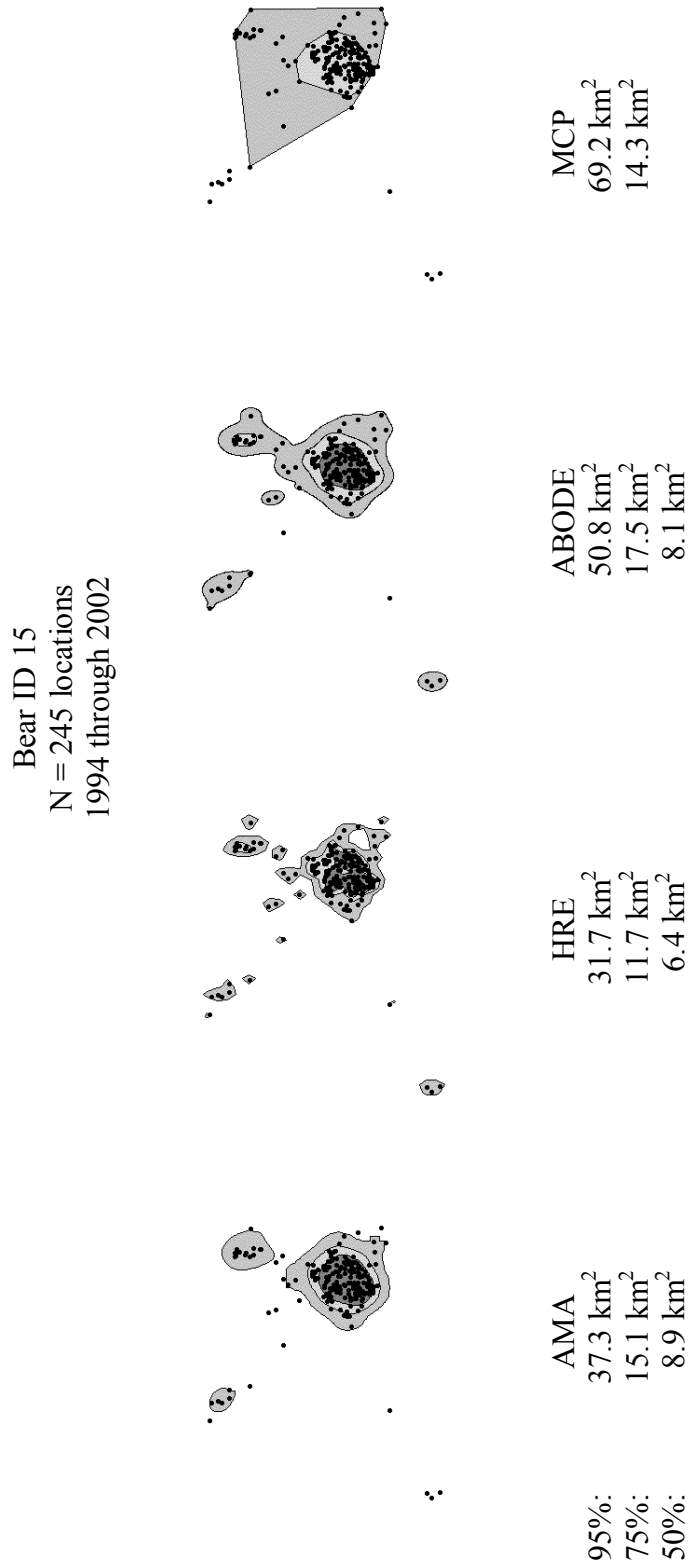 Bear ID 15
N = 245 locations
1994 through 2002
AMA HRE ABODE MCP
95%: 37.3 km² 31.7 km² 50.8 km² 69.2 km²
75%: 15.1 km² 11.7 km² 17.5 km² 14.3 km²
50%: 8.9 km² 6.4 km² 8.1 km²